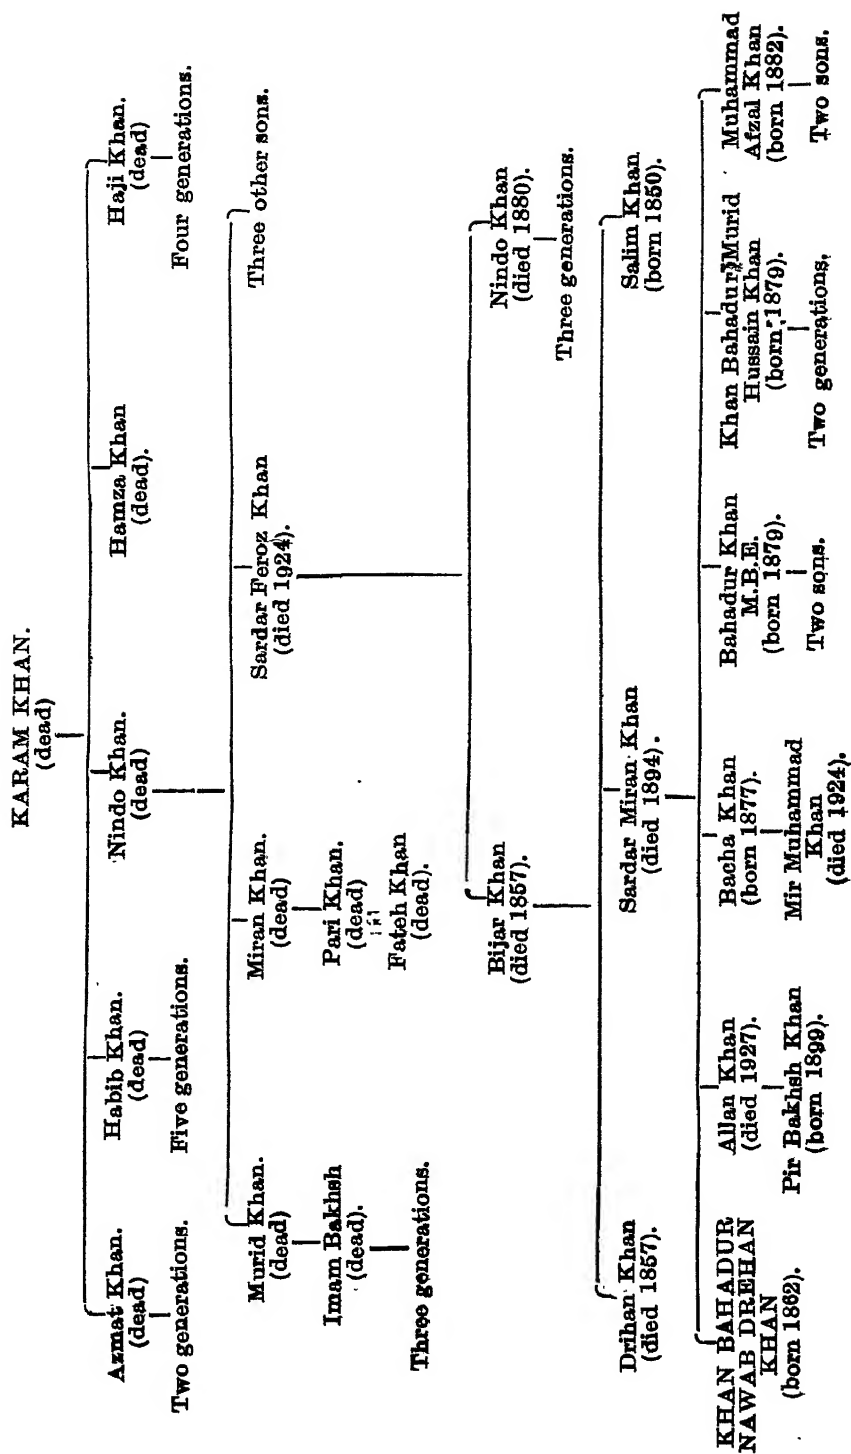 KARAM KHAN.
(dead)
Azmat Khan.
(dead)
Two generations.
Habib Khan.
(dead)
Five generations.
Nindo Khan.
(dead)
Hamza Khan
(dead).
Haji Khan.
(dead)
Four generations.
Murid Khan.
(dead)
Imam Bakhsh
(dead).
Three generations.
Miran Khan.
(dead)
Pari Khan.
(dead)
Fateh Khan
(dead).
Sardar Feroz Khan
(died 1924).
Three other sons.
Bijar Khan
(died 1857).
Nindo Khan
(died 1880).
Three generations.
Drihan Khan
(died 1857).
Sardar Miran Khan
(died 1894).
Salim Khan
(born 1850).
KHAN BAHADUR
NAWAB DREHAN
KHAN
(born 1862).
Allan Khan
(died 1927).
Pir Bakhsh Khan
(born 1899).
Bacha Khan
(born 1877).
Mir Muhammad
Khan
(died 1924).
Bahadur Khan
M.B.E.
(born 1879).
Two sons.
Khan Bahadur Murid
Hussain Khan
(born 1879).
Two generations.
Muhammad
Afzal Khan
(born 1882).
Two sons.